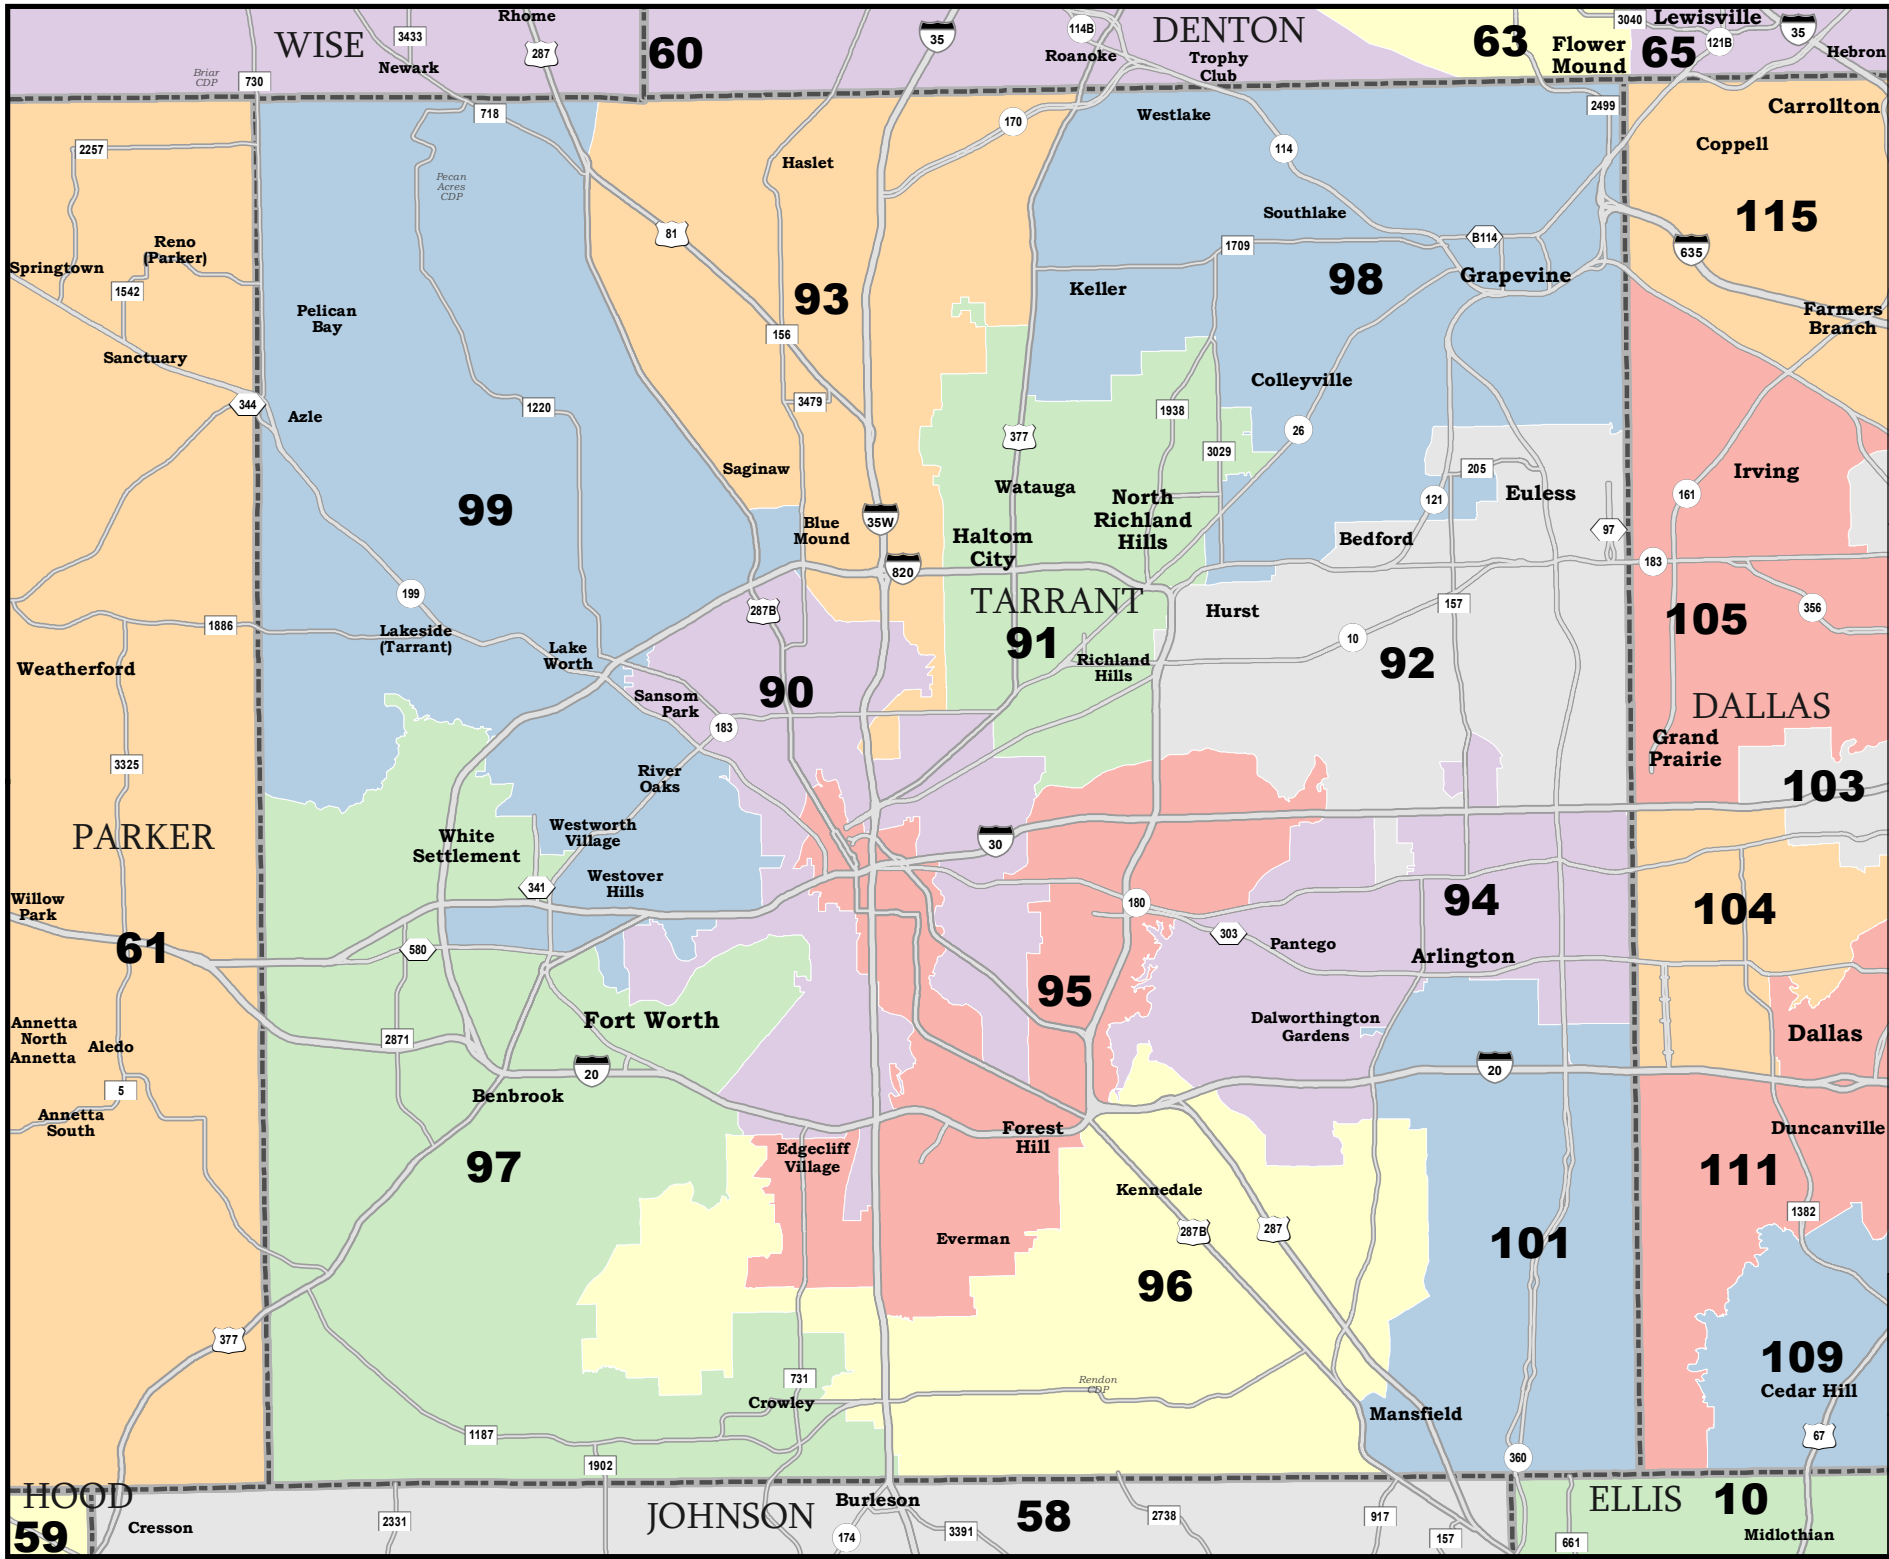 Rhome
WISE
3433
287
Newark
Briar
CDP
730
60
35
114B
Roanoke
DENTON
Trophy
Club
63
Flower
Mound
3040
Lewisville
65
121B
35
Hebron
2499
Carrollton
718
170
Westlake
2257
Haslet
114
Coppell
Pecan
Acres
CDP
Southlake
115
81
Reno
(Parker)
1709
B114
635
Springtown
1542
Keller
98
Grapevine
93
Pelican
Bay
Farmers
Branch
156
Sanctuary
Colleyville
344
Azle
1220
3479
1938
26
377
3029
Saginaw
205
Irving
Watauga
North
Richland
Hills
121
Euless
161
99
35W
Blue
Mound
Haltom
City
Bedford
97
820
183
199
TARRANT
287B
Hurst
157
105
356
1886
Lakeside
(Tarrant)
91
10
Lake
Worth
Richland
Hills
92
Weatherford
90
Sansom
Park
183
DALLAS
Grand
Prairie
3325
River
Oaks
103
PARKER
White
Settlement
Westworth
Village
30
341
Westover
Hills
Willow
Park
180
94
104
303
61
580
Pantego
Arlington
95
Annetta
North
Annetta
Aledo
2871
Fort Worth
Dalworthington
Gardens
Dallas
20
20
5
Benbrook
Annetta
South
Forest
Hill
Duncanville
97
Edgecliff
Village
111
Kennedale
1382
287B
287
Everman
101
96
377
109
Cedar Hill
731
Rendon
CDP
Crowley
Mansfield
1187
67
1902
360
HOOD
59
Cresson
2331
JOHNSON
Burleson
174
3391
58
2738
917
157
ELLIS
10
661
Midlothian